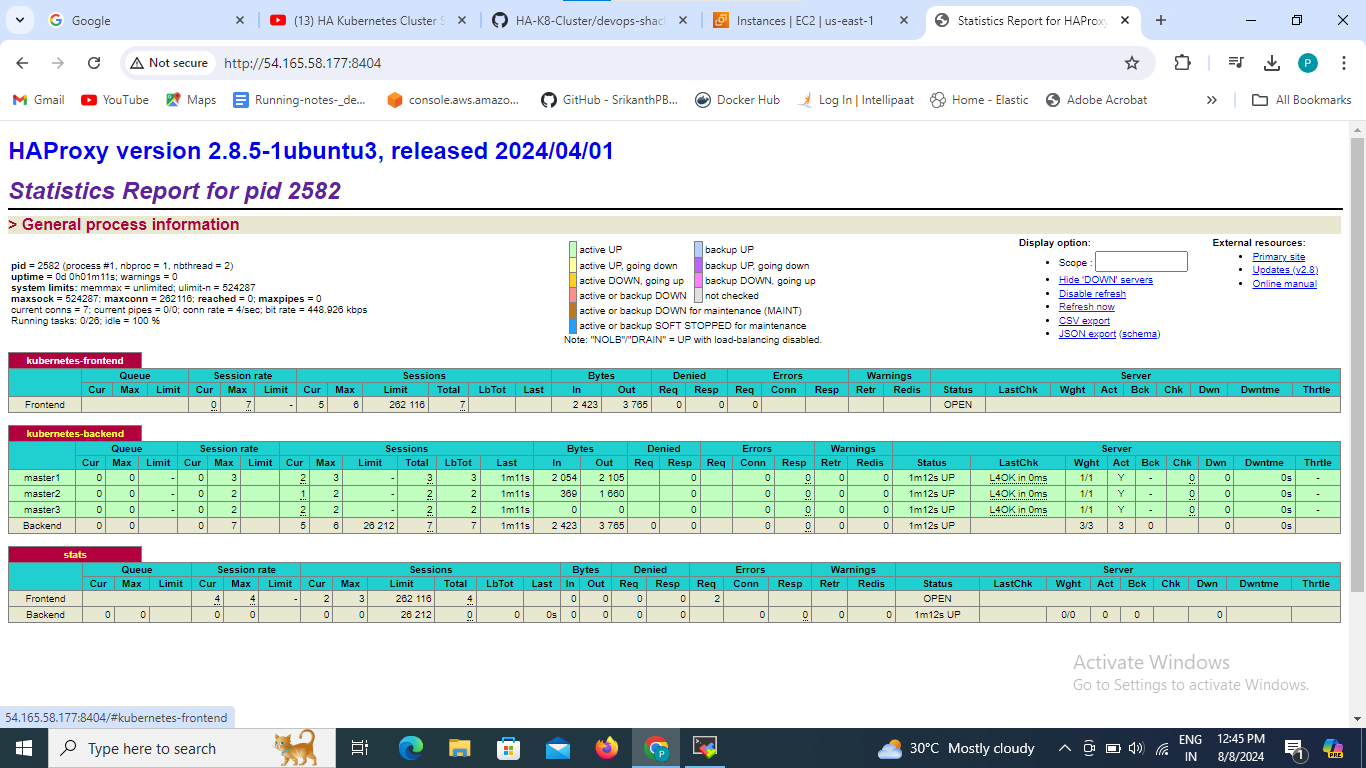 Google
(13) HA Kubernetes Cluster S
HA-K8-Cluster/devops-shac
Instances | EC2 | us-east-1
Statistics Report for HAProxy
Not secure http://54.165.58.177:8404
P
Gmail YouTube Maps Running-notes-_de... console.aws.amazo... GitHub - SrikanthPB... Docker Hub Log In | Intellipaat Home - Elastic Adobe Acrobat » All Bookmarks
HAProxy version 2.8.5-1ubuntu3, released 2024/04/01
Statistics Report for pid 2582
> General process information
pid = 2582 (process #1, nbproc = 1, nbthread = 2)
uptime = 0d 0h01m11s; warnings = 0
system limits: memmax = unlimited; ulimit-n = 524287
maxsock = 524287; maxconn = 262116; reached = 0; maxpipes = 0
current conns = 7; current pipes = 0/0; conn rate = 4/sec; bit rate = 448.926 kbps
Running tasks: 0/26; idle = 100 %
active UP backup UP
active UP, going down backup UP, going down
active DOWN, going up backup DOWN, going up
active or backup DOWN not checked
active or backup DOWN for maintenance (MAINT)
active or backup SOFT STOPPED for maintenance
Note: "NOLB"/"DRAIN" = UP with load-balancing disabled.
Display option:
Scope :
Hide 'DOWN' servers
Disable refresh
Refresh now
CSV export
JSON export (schema)
External resources:
Primary site
Updates (v2.8)
Online manual
kubernetes-frontend
Queue Session rate Sessions Bytes Denied Errors Warnings Server
Cur Max Limit Cur Max Limit Cur Max Limit Total LbTot Last In Out Req Resp Req Conn Resp Retr Redis Status LastChk Wght Act Bck Chk Dwn Dwntme Thrtle
Frontend 0 7 - 5 6 262 116 7 2 423 3 765 0 0 0 OPEN
kubernetes-backend
Queue Session rate Sessions Bytes Denied Errors Warnings Server
Cur Max Limit Cur Max Limit Cur Max Limit Total LbTot Last In Out Req Resp Req Conn Resp Retr Redis Status LastChk Wght Act Bck Chk Dwn Dwntme Thrtle
master1 0 0 - 0 3 2 3 - 3 3 1m11s 2 054 2 105 0 0 0 0 0 1m12s UP L4OK in 0ms 1/1 Y - 0 0 0s -
master2 0 0 - 0 2 1 2 - 2 2 1m11s 369 1 660 0 0 0 0 0 1m12s UP L4OK in 0ms 1/1 Y - 0 0 0s -
master3 0 0 - 0 2 2 2 - 2 2 1m11s 0 0 0 0 0 0 0 1m12s UP L4OK in 0ms 1/1 Y - 0 0 0s -
Backend 0 0 0 7 5 6 26 212 7 7 1m11s 2 423 3 765 0 0 0 0 0 0 1m12s UP 3/3 3 0 0 0s
stats
Queue Session rate Sessions Bytes Denied Errors Warnings Server
Cur Max Limit Cur Max Limit Cur Max Limit Total LbTot Last In Out Req Resp Req Conn Resp Retr Redis Status LastChk Wght Act Bck Chk Dwn Dwntme Thrtle
Frontend 4 4 - 2 3 262 116 4 0 0 0 0 2 OPEN
Backend 0 0 0 0 0 0 26 212 0 0 0s 0 0 0 0 0 0 0 0 1m12s UP 0/0 0 0 0
Activate Windows
Go to Settings to activate Windows.
54.165.58.177:8404/#kubernetes-frontend
Type here to search
P
30°C Mostly cloudy
ENG
IN
12:45 PM
8/8/2024
1
PRE